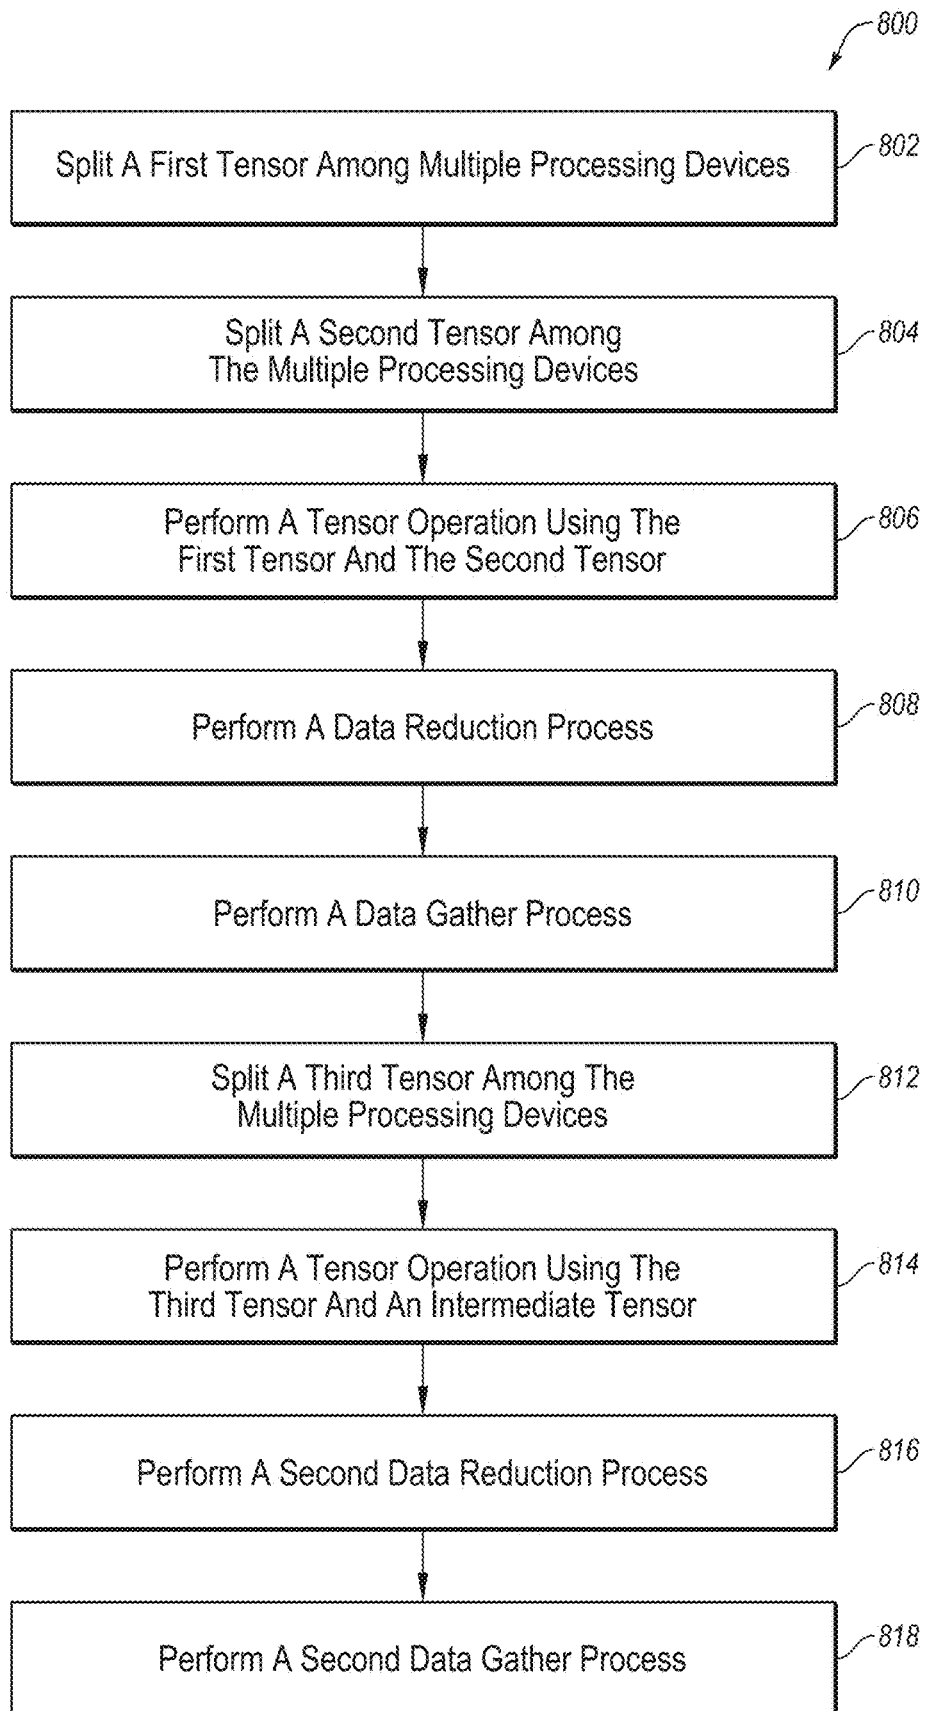 800
Split A First Tensor Among Multiple Processing Devices
802
Split A Second Tensor Among
The Multiple Processing Devices
804
Perform A Tensor Operation Using The
First Tensor And The Second Tensor
806
Perform A Data Reduction Process
808
Perform A Data Gather Process
810
Split A Third Tensor Among The
Multiple Processing Devices
812
Perform A Tensor Operation Using The
Third Tensor And An Intermediate Tensor
814
Perform A Second Data Reduction Process
816
Perform A Second Data Gather Process
818